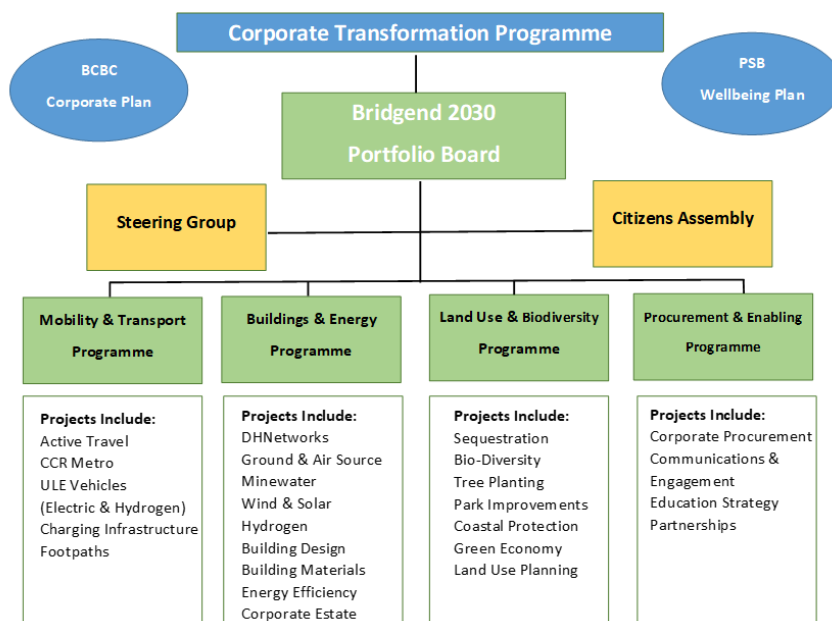 Corporate Transformation Programme
BCBC
Corporate Plan
PSB
Wellbeing Plan
Bridgend 2030
Portfolio Board
Steering Group
Citizens Assembly
Mobility & Transport
Programme
Buildings & Energy
Programme
Land Use & Biodiversity
Programme
Procurement & Enabling
Programme
Projects Include:
Active Travel
CCR Metro
ULE Vehicles
(Electric & Hydrogen)
Charging Infrastructure
Footpaths
Projects Include:
DHNetworks
Ground & Air Source
Minewater
Wind & Solar
Hydrogen
Building Design
Building Materials
Energy Efficiency
Corporate Estate
Projects Include:
Sequestration
Bio-Diversity
Tree Planting
Park Improvements
Coastal Protection
Green Economy
Land Use Planning
Projects Include:
Corporate Procurement
Communications &
Engagement
Education Strategy
Partnerships